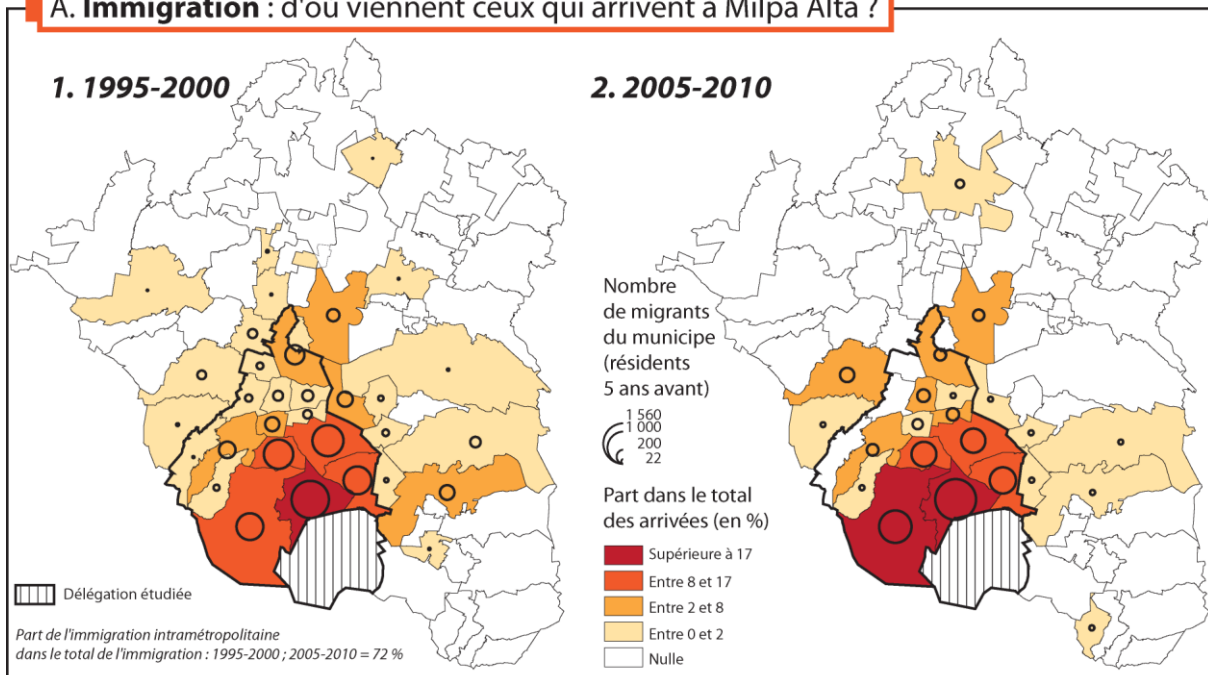 A. Immigration : d'où viennent ceux qui arrivent à Milpa Alta ?
1. 1995-2000
2. 2005-2010
Nombre
de migrants
du municipe
(résidents
5 ans avant)
1 560
1 000
200
22
Part dans le total
des arrivées (en %)
Supérieure à 17
Entre 8 et 17
Entre 2 et 8
Entre 0 et 2
Nulle
Délégation étudiée
Part de l'immigration intramétropolitaine
dans le total de l'immigration : 1995-2000 ; 2005-2010 = 72 %